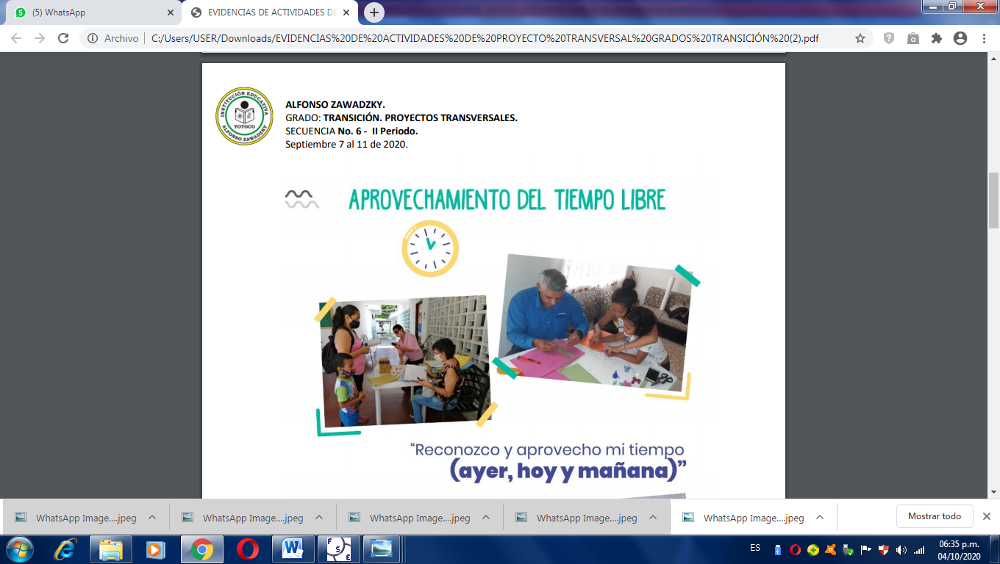 (5) WhatsApp
EVIDENCIAS DE ACTIVIDADES DE
Archivo
C:/Users/USER/Downloads/EVIDENCIAS%20DE%20ACTIVIDADES%20DE%20PROYECTO%20TRANSVERSAL%20GRADOS%20TRANSICIÓN%20(2).pdf
INSTITUCIÓN EDUCATIVA
YOTOCO
ALFONSO ZAWADZKY
ALFONSO ZAWADZKY.
GRADO: TRANSICIÓN. PROYECTOS TRANSVERSALES.
SECUENCIA No. 6 - II Periodo.
Septiembre 7 al 11 de 2020.
APROVECHAMIENTO DEL TIEMPO LIBRE
“Reconozco y aprovecho mi tiempo
(ayer, hoy y mañana)”
WhatsApp Image....jpeg
WhatsApp Image....jpeg
WhatsApp Image....jpeg
WhatsApp Image....jpeg
WhatsApp Image....jpeg
Mostrar todo
ES
06:35 p.m.
04/10/2020